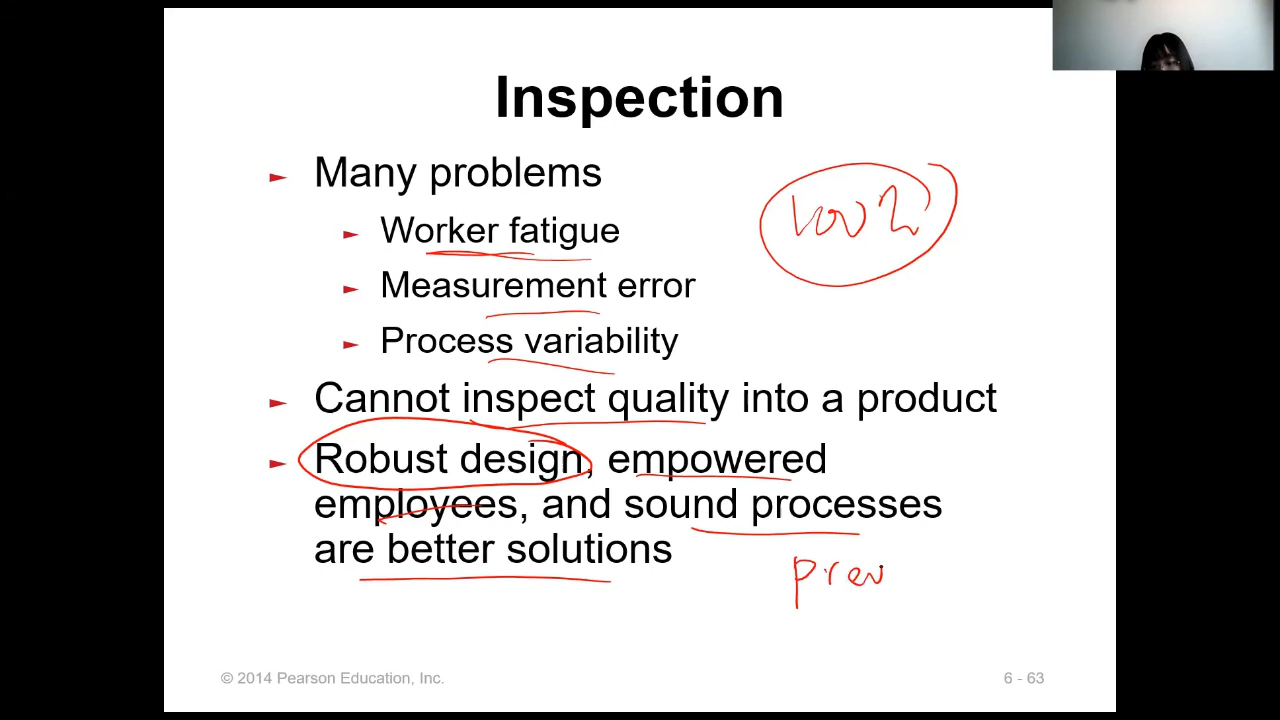 Inspection
► Many problems
► Worker fatigue
100%
► Measurement error
► Process variability
► Cannot inspect quality into a product
► Robust design, empowered
employees, and sound processes
are better solutions
prev
© 2014 Pearson Education, Inc.
6 - 63